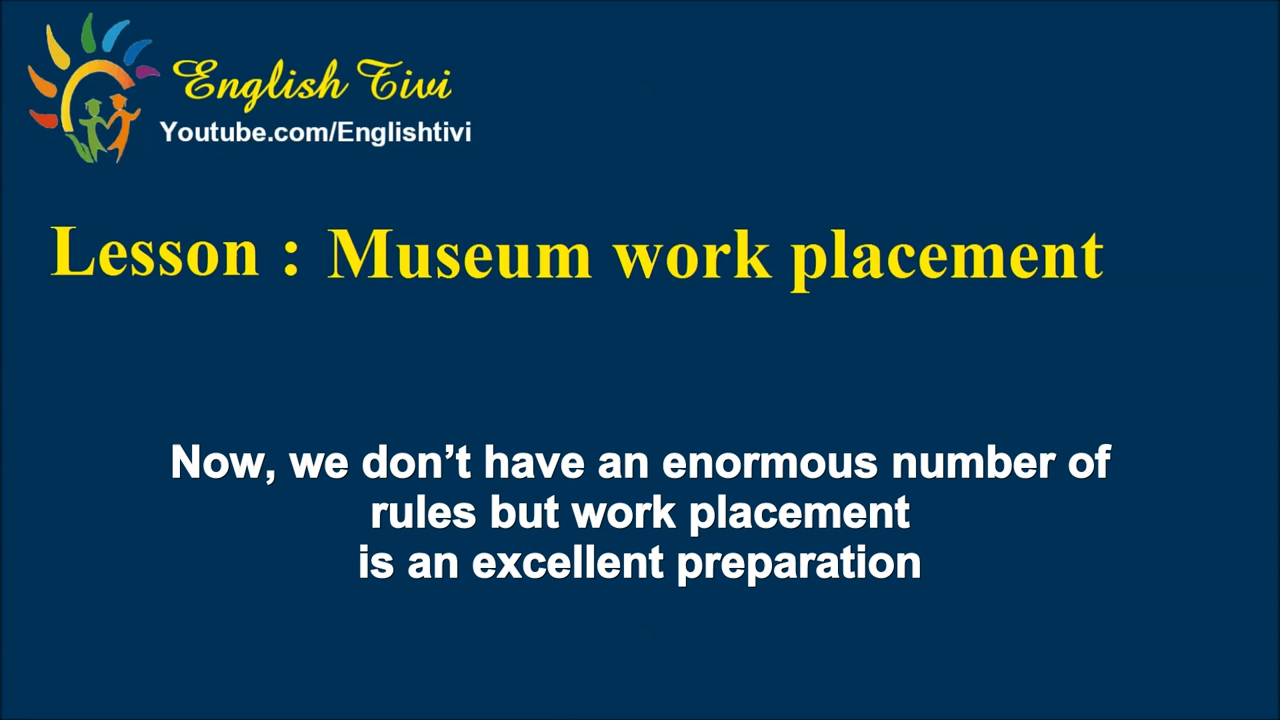 English Tivi
Youtube.com/Englishtivi
Lesson : Museum work placement
Now, we don’t have an enormous number of
rules but work placement
is an excellent preparation